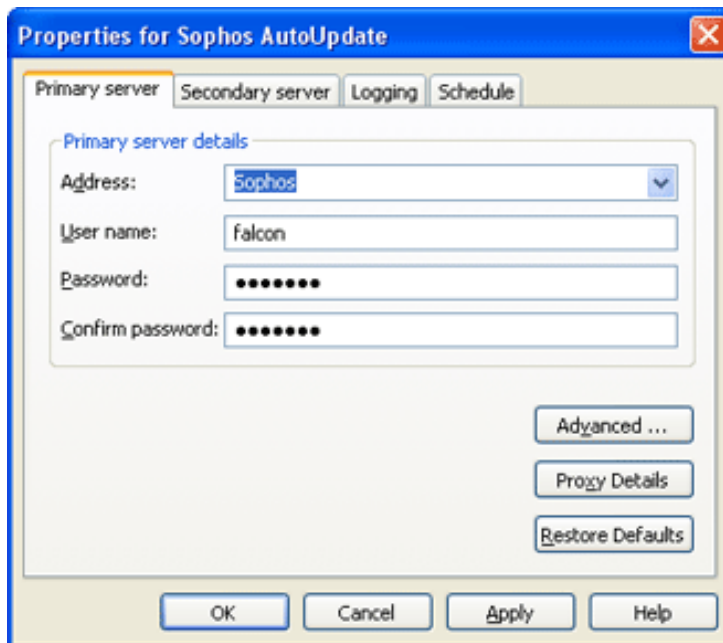 Properties for Sophos AutoUpdate
Primary server Secondary server Logging Schedule
Primary server details
Address: Sophos
User name: falcon
Password: •••••••
Confirm password: •••••••
Advanced ...
Proxy Details
Restore Defaults
OK Cancel Apply Help